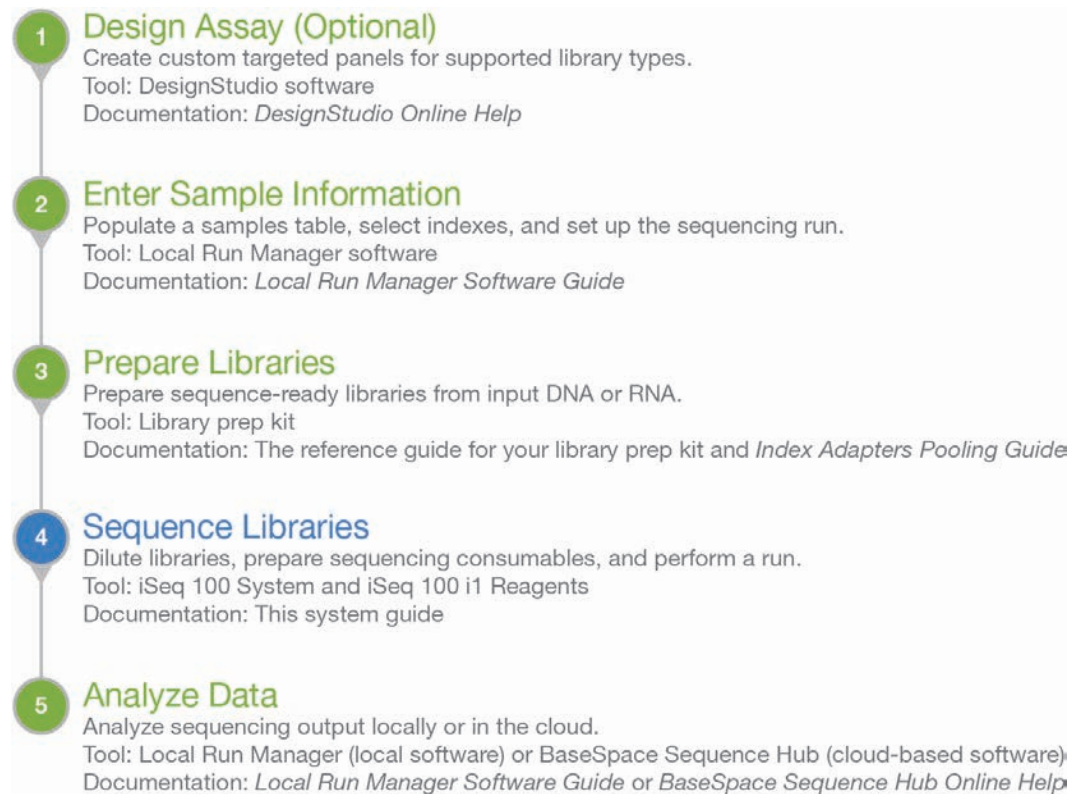 1
Design Assay (Optional)
Create custom targeted panels for supported library types.
Tool: DesignStudio software
Documentation: DesignStudio Online Help
2
Enter Sample Information
Populate a samples table, select indexes, and set up the sequencing run.
Tool: Local Run Manager software
Documentation: Local Run Manager Software Guide
3
Prepare Libraries
Prepare sequence-ready libraries from input DNA or RNA.
Tool: Library prep kit
Documentation: The reference guide for your library prep kit and Index Adapters Pooling Guide
4
Sequence Libraries
Dilute libraries, prepare sequencing consumables, and perform a run.
Tool: iSeq 100 System and iSeq 100 i1 Reagents
Documentation: This system guide
5
Analyze Data
Analyze sequencing output locally or in the cloud.
Tool: Local Run Manager (local software) or BaseSpace Sequence Hub (cloud-based software)
Documentation: Local Run Manager Software Guide or BaseSpace Sequence Hub Online Help